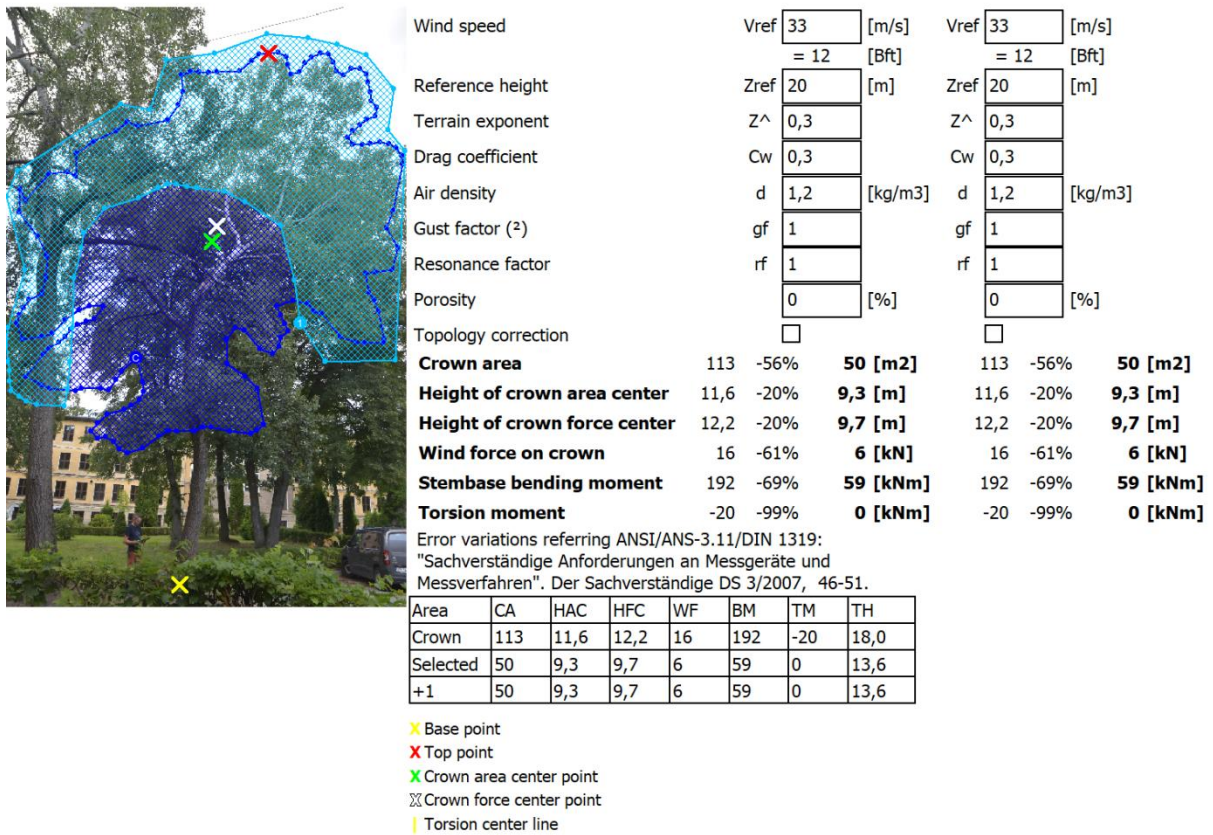 Wind speed Vref 33 [m/s] Vref 33 [m/s]
= 12 [Bft] = 12 [Bft]
Reference height Zref 20 [m] Zref 20 [m]
Terrain exponent Z^ 0,3 Z^ 0,3
Drag coefficient Cw 0,3 Cw 0,3
Air density d 1,2 [kg/m3] d 1,2 [kg/m3]
Gust factor (²) gf 1 gf 1
Resonance factor rf 1 rf 1
Porosity 0 [%] 0 [%]
Topology correction
Crown area 113 -56% 50 [m2] 113 -56% 50 [m2]
Height of crown area center 11,6 -20% 9,3 [m] 11,6 -20% 9,3 [m]
Height of crown force center 12,2 -20% 9,7 [m] 12,2 -20% 9,7 [m]
Wind force on crown 16 -61% 6 [kN] 16 -61% 6 [kN]
Stembase bending moment 192 -69% 59 [kNm] 192 -69% 59 [kNm]
Torsion moment -20 -99% 0 [kNm] -20 -99% 0 [kNm]
Error variations referring ANSI/ANS-3.11/DIN 1319:
"Sachverständige Anforderungen an Messgeräte und
Messverfahren". Der Sachverständige DS 3/2007, 46-51.
Area CA HAC HFC WF BM TM TH
Crown 113 11,6 12,2 16 192 -20 18,0
Selected 50 9,3 9,7 6 59 0 13,6
+1 50 9,3 9,7 6 59 0 13,6
X Base point
X Top point
X Crown area center point
X Crown force center point
| Torsion center line
1
C